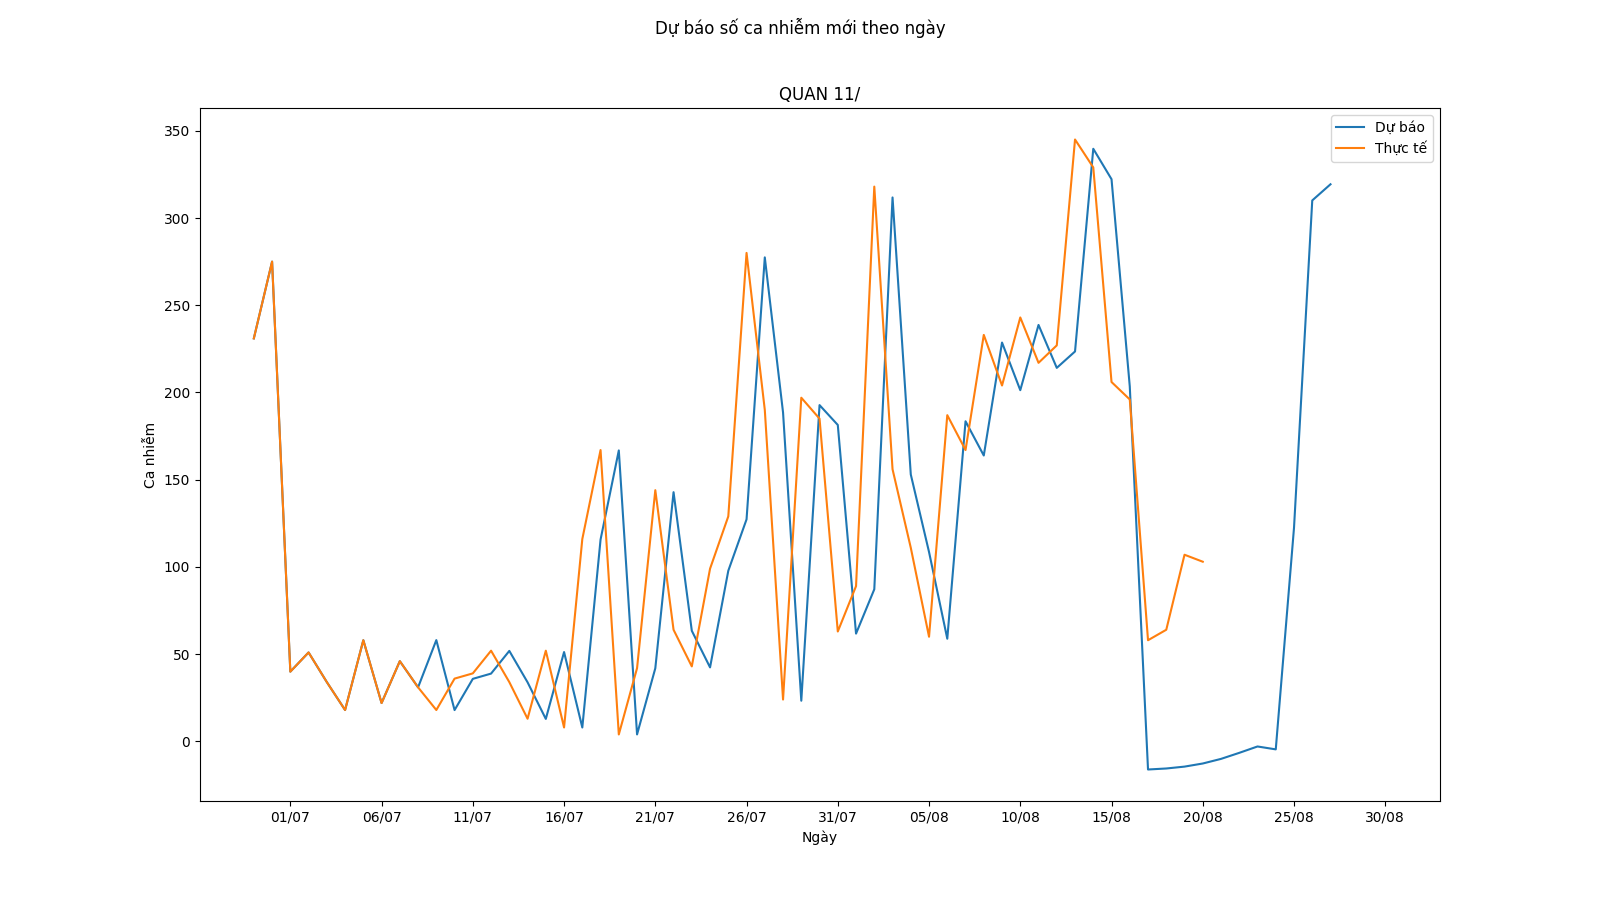 Dự báo số ca nhiễm mới theo ngày
QUAN 11/
Dự báo
Thực tế
350
300
250
200
150
100
50
0
Ca nhiễm
01/07 06/07 11/07 16/07 21/07 26/07 31/07 05/08 10/08 15/08 20/08 25/08 30/08
Ngày